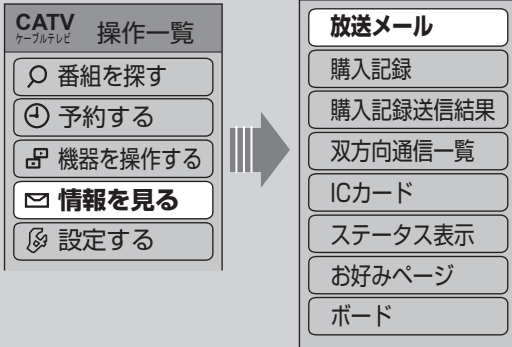 CATV
ケーブルテレビ 操作一覧
番組を探す
予約する
機器を操作する
情報を見る
設定する
放送メール
購入記録
購入記録送信結果
双方向通信一覧
ICカード
ステータス表示
お好みページ
ボード